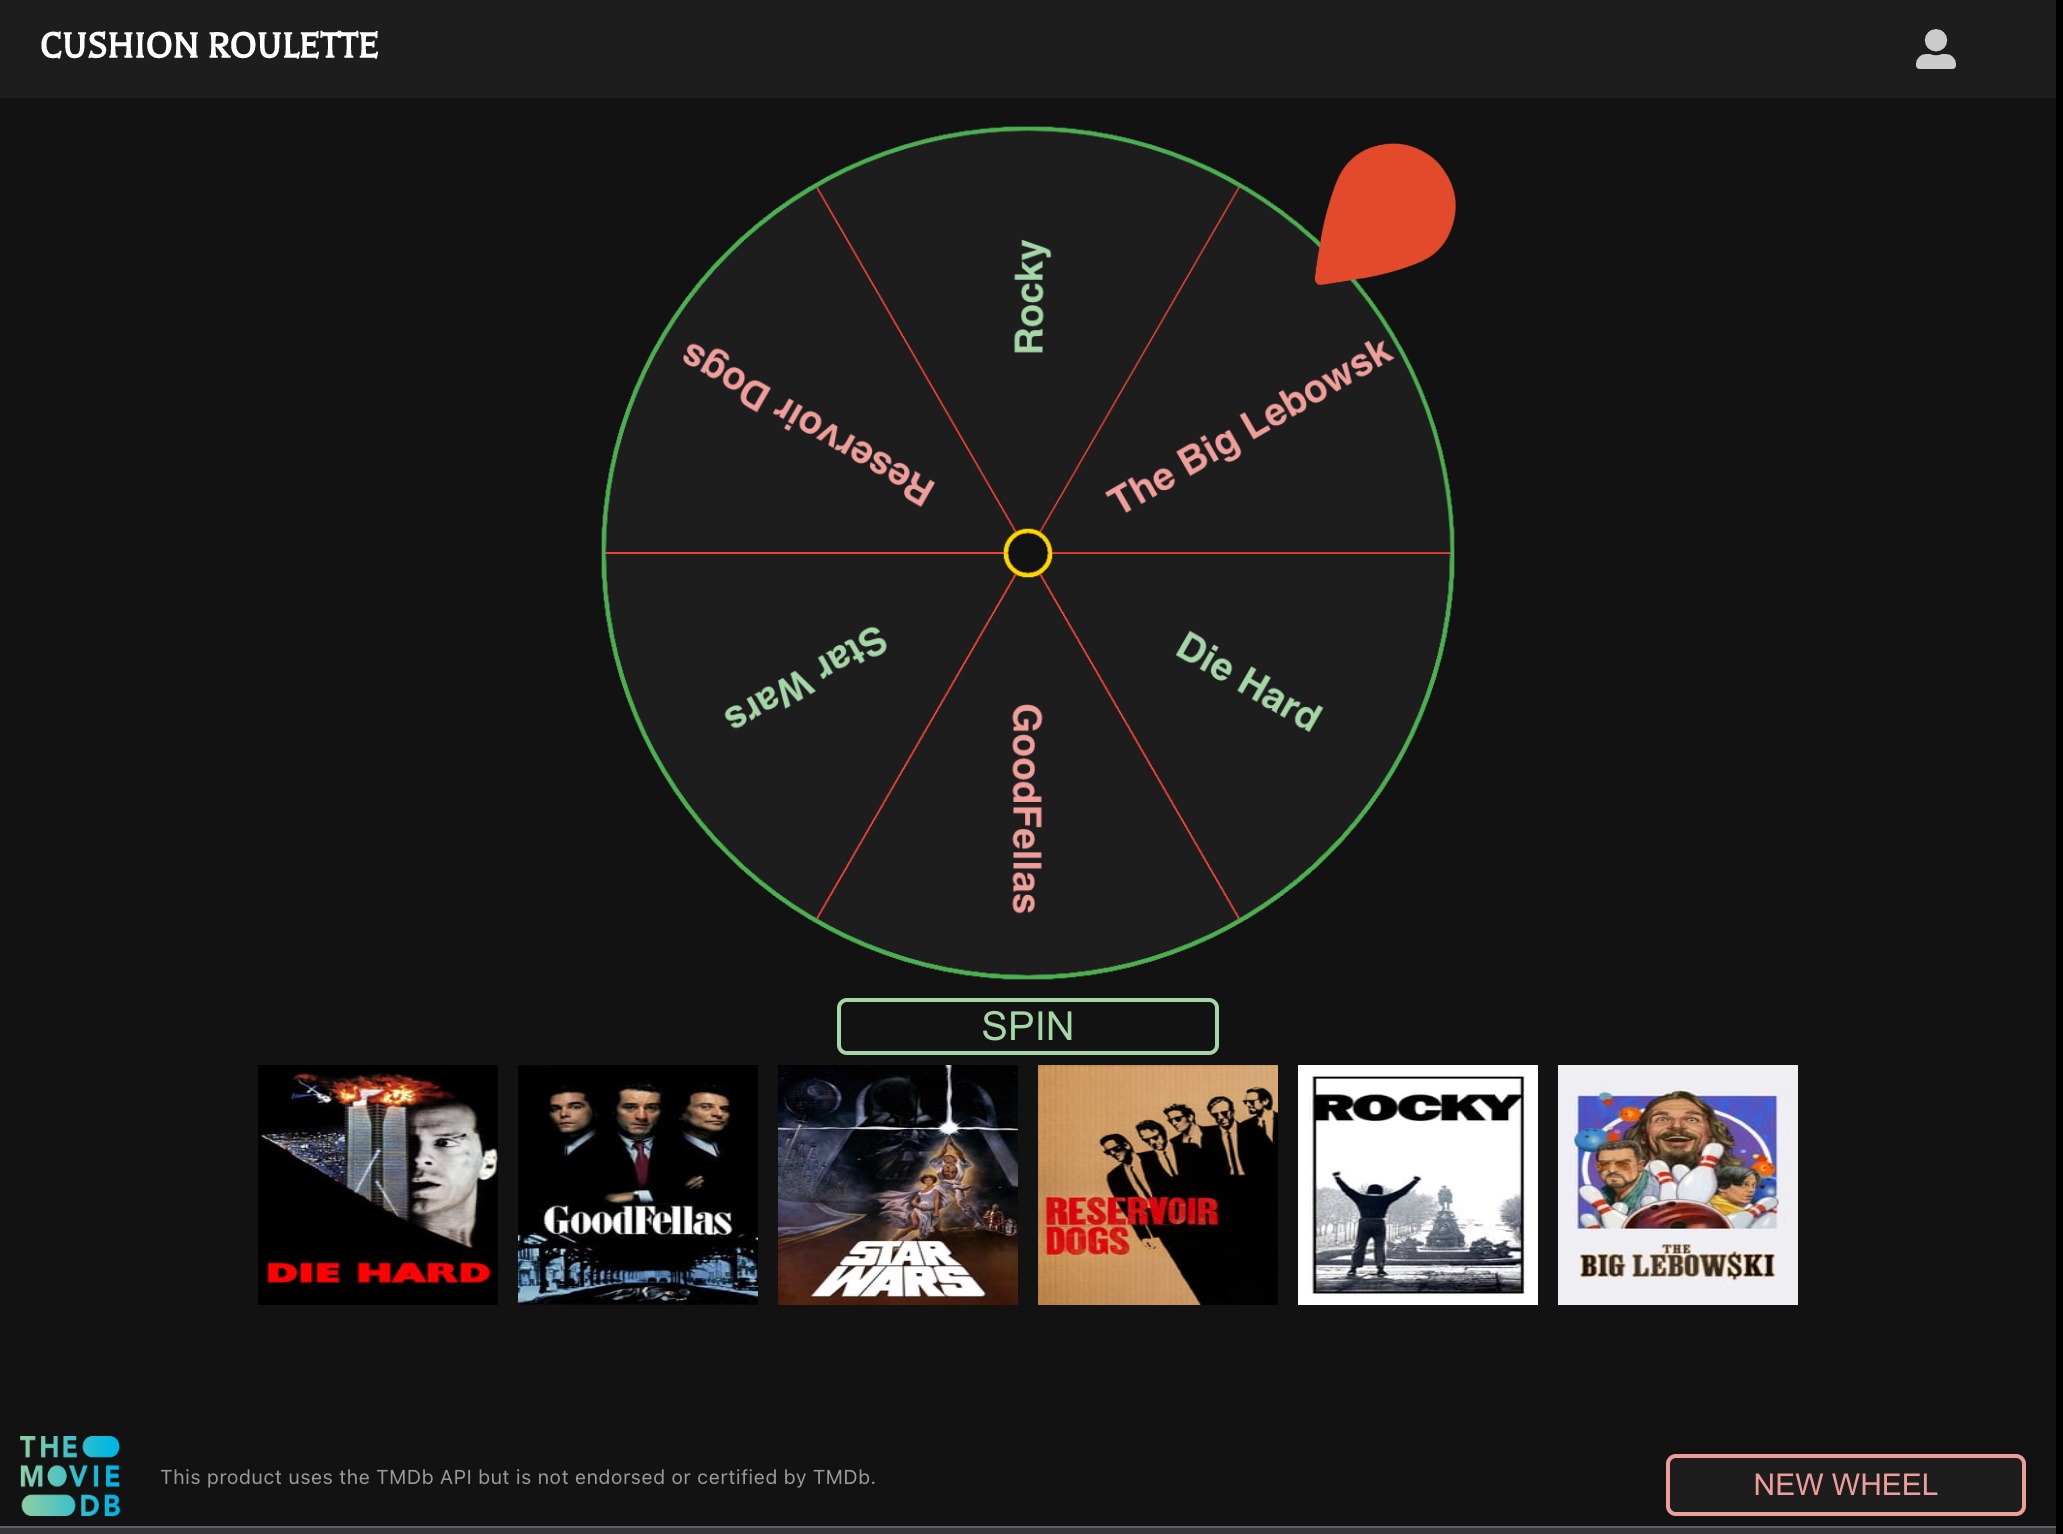 CUSHION ROULETTE
Rocky
The Big Lebowsk
Reservoir Dogs
Star Wars
Die Hard
GoodFellas
SPIN
DIE HARD
GoodFellas
STAR
WARS
RESERVOIR
DOGS
ROCKY
THE
BIG LEBOW$KI
THE
MOVIE
DB
This product uses the TMDb API but is not endorsed or certified by TMDb.
NEW WHEEL